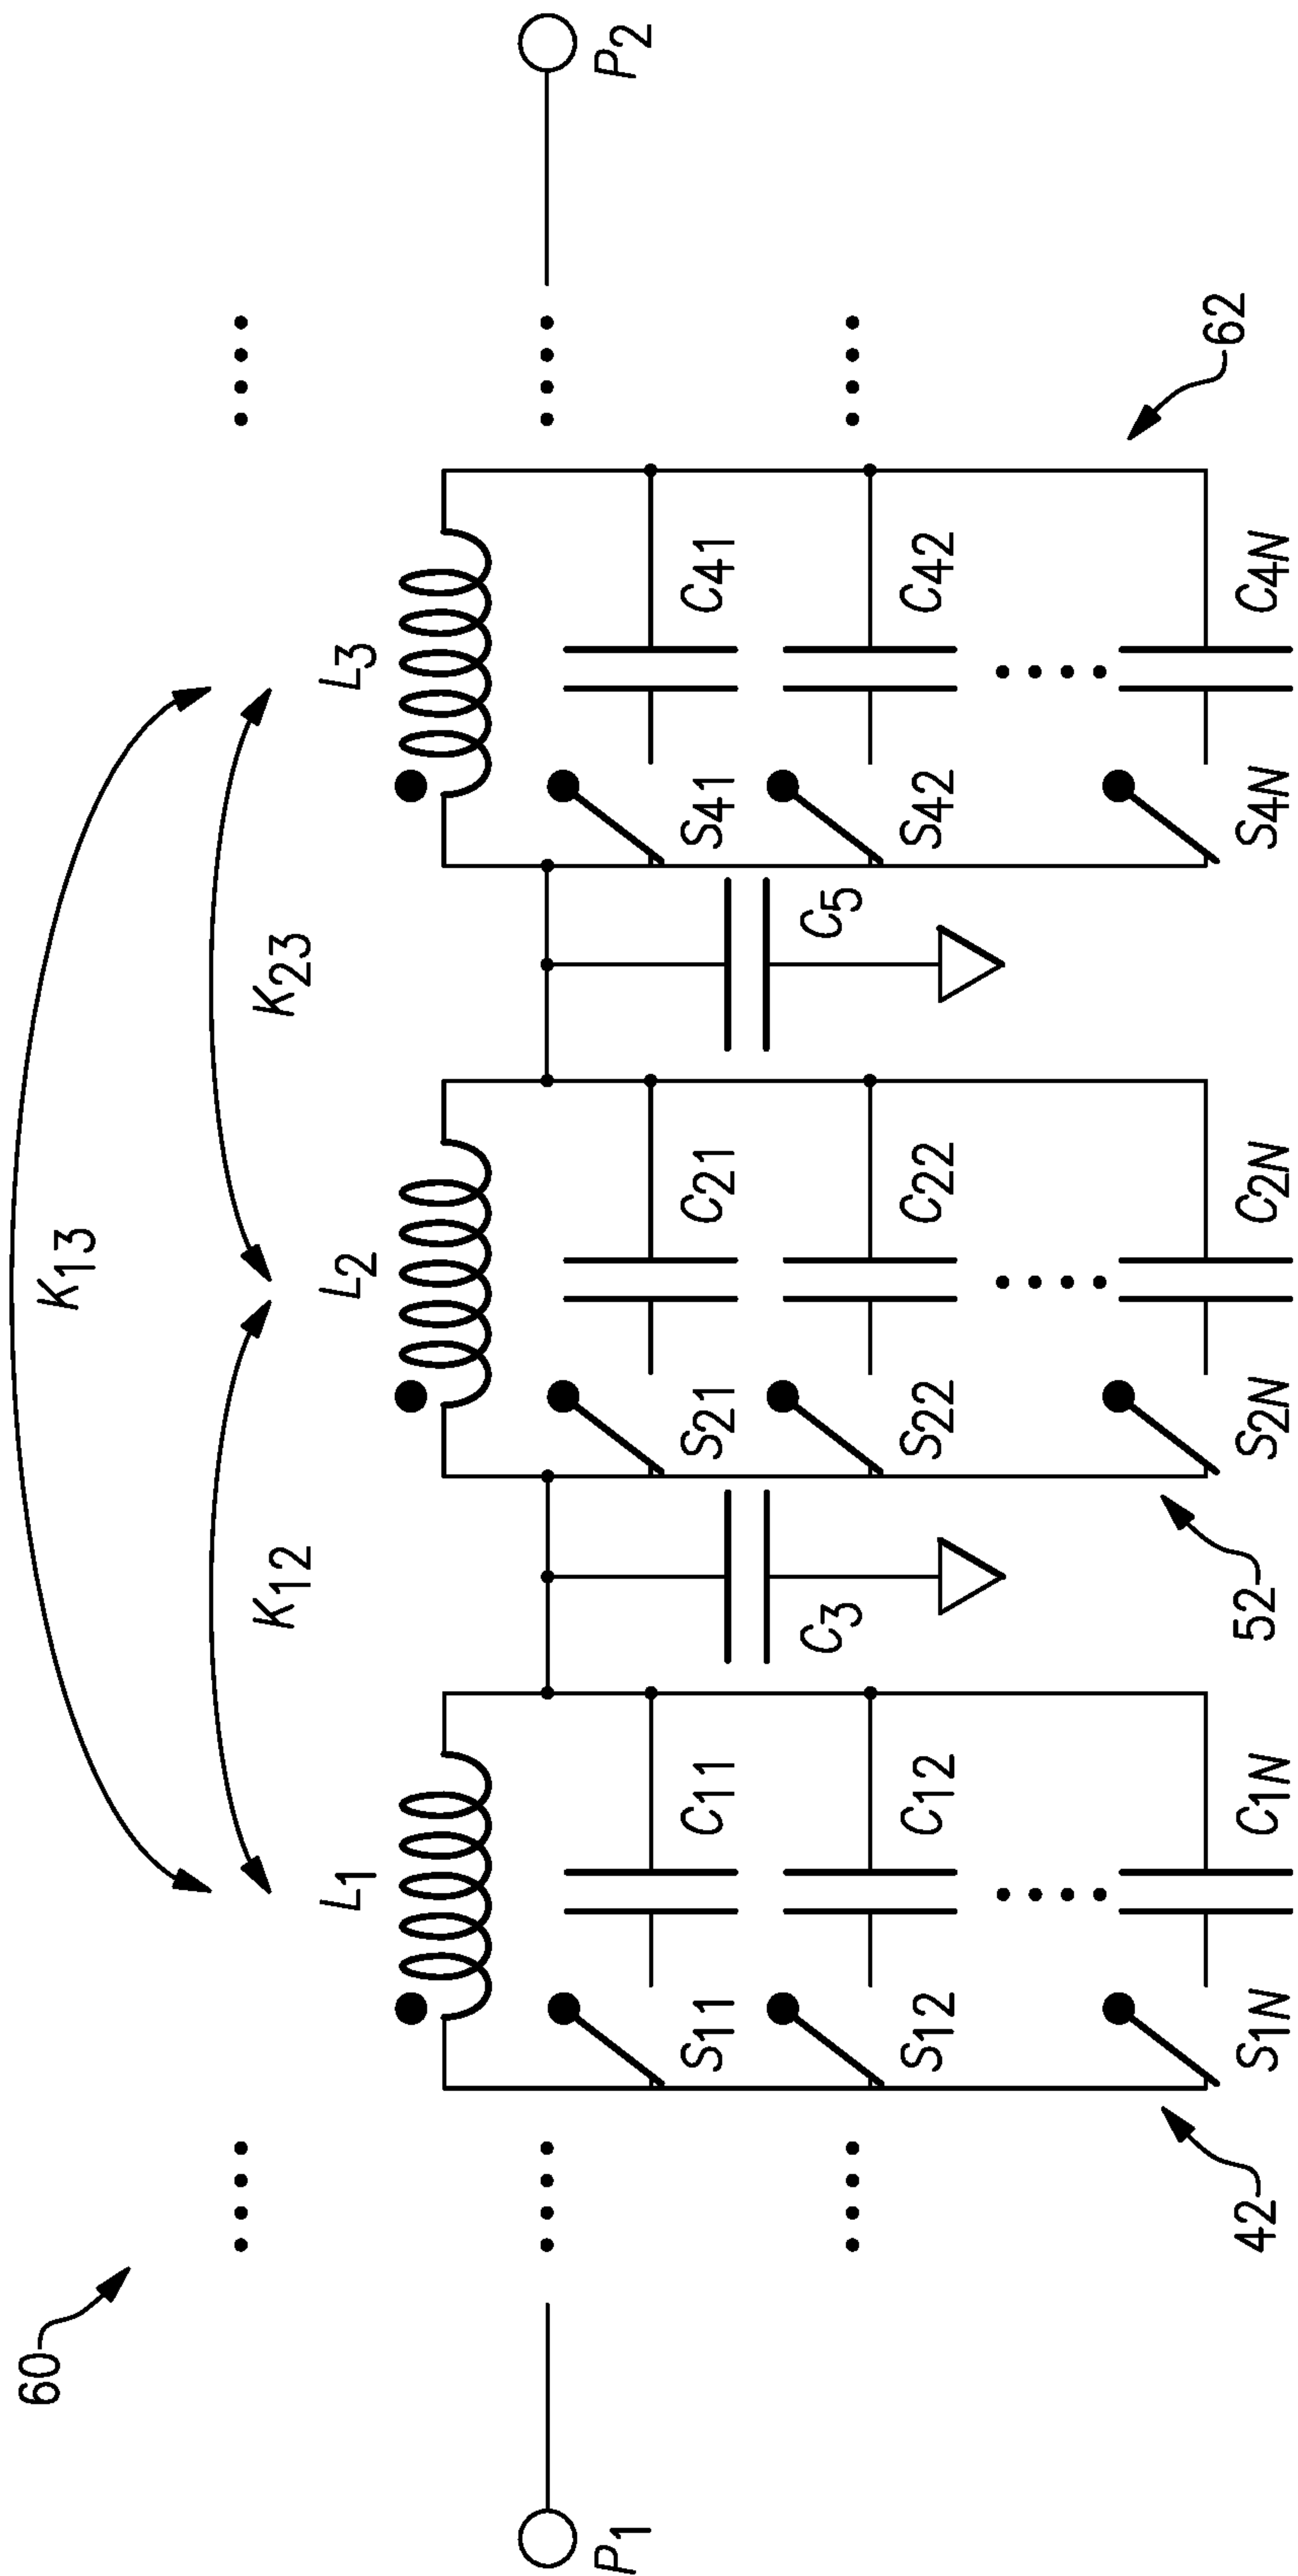 60
K13
K12
K23
L1
L2
L3
P1
P2
S11
C11
S21
C21
S41
C41
C3
C5
S12
C12
S22
C22
S42
C42
S1N
C1N
S2N
C2N
S4N
C4N
42
52
62